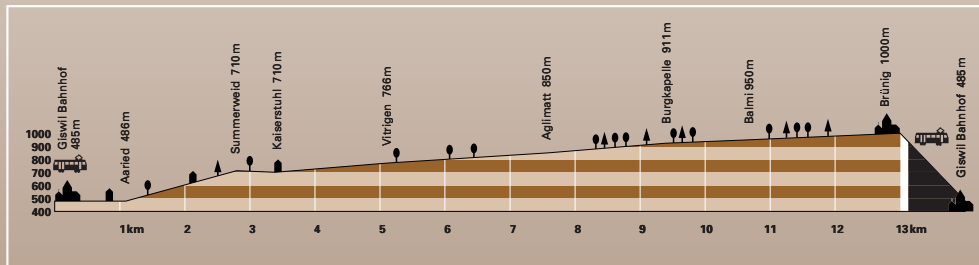 Giswil Bahnhof
485m
Aaried 486m
Summerweid 710m
Kaiserstuhl 710m
Vitrigen 766m
Aglimatt 850m
Burgkapelle 911m
Balmi 950m
Brünig 1000m
Giswil Bahnhof 485m
1000
900
800
700
600
500
400
1km 2 3 4 5 6 7 8 9 10 11 12 13km